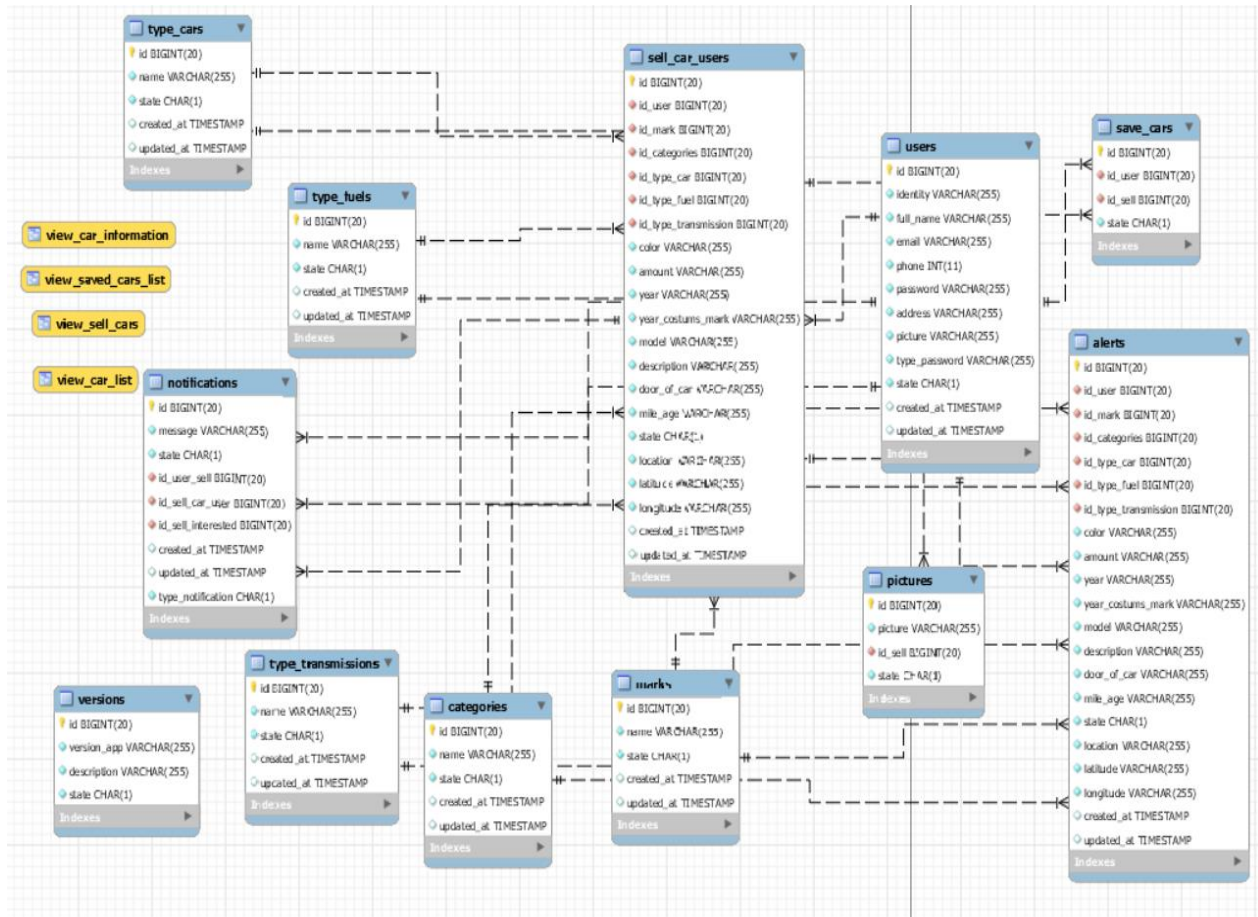 type_cars
id BIGINT(20)
name VARCHAR(255)
state CHAR(1)
created_at TIMESTAMP
updated_at TIMESTAMP
Indexes
type_fuels
id BIGINT(20)
name VARCHAR(255)
state CHAR(1)
created_at TIMESTAMP
updated_at TIMESTAMP
Indexes
view_car_information
view_saved_cars_list
view_sell_cars
view_car_list
notifications
id BIGINT(20)
message VARCHAR(255)
state CHAR(1)
id_user_sell BIGINT(20)
id_sell_car_user BIGINT(20)
id_sell_interested BIGINT(20)
created_at TIMESTAMP
updated_at TIMESTAMP
type_notification CHAR(1)
Indexes
versions
id BIGINT(20)
version_app VARCHAR(255)
description VARCHAR(255)
state CHAR(1)
Indexes
type_transmissions
id BIGINT(20)
name VARCHAR(255)
state CHAR(1)
created_at TIMESTAMP
updated_at TIMESTAMP
Indexes
categories
id BIGINT(20)
name VARCHAR(255)
state CHAR(1)
created_at TIMESTAMP
updated_at TIMESTAMP
Indexes
sell_car_users
id BIGINT(20)
id_user BIGINT(20)
id_mark BIGINT(20)
id_categories BIGINT(20)
id_type_car BIGINT(20)
id_type_fuel BIGINT(20)
id_type_transmission BIGINT(20)
color VARCHAR(255)
amount VARCHAR(255)
year VARCHAR(255)
year_costums_mark VARCHAR(255)
model VARCHAR(255)
description VARCHAR(255)
door_of_car VARCHAR(255)
mile_age VARCHAR(255)
state
location VARCHAR(255)
latitude VARCHAR(255)
longitude VARCHAR(255)
created_at TIMESTAMP
updated_at TIMESTAMP
Indexes
marks
id BIGINT(20)
name VARCHAR(255)
state CHAR(1)
created_at TIMESTAMP
updated_at TIMESTAMP
Indexes
users
id BIGINT(20)
identity VARCHAR(255)
full_name VARCHAR(255)
email VARCHAR(255)
phone INT(11)
password VARCHAR(255)
address VARCHAR(255)
picture VARCHAR(255)
type_password VARCHAR(255)
state CHAR(1)
created_at TIMESTAMP
updated_at TIMESTAMP
Indexes
pictures
id BIGINT(20)
picture VARCHAR(255)
id_sell BIGINT(20)
state CHAR(1)
Indexes
save_cars
id BIGINT(20)
id_user BIGINT(20)
id_sell BIGINT(20)
state CHAR(1)
Indexes
alerts
id BIGINT(20)
id_user BIGINT(20)
id_mark BIGINT(20)
id_categories BIGINT(20)
id_type_car BIGINT(20)
id_type_fuel BIGINT(20)
id_type_transmission BIGINT(20)
color VARCHAR(255)
amount VARCHAR(255)
year VARCHAR(255)
year_costums_mark VARCHAR(255)
model VARCHAR(255)
description VARCHAR(255)
door_of_car VARCHAR(255)
mile_age VARCHAR(255)
state CHAR(1)
location VARCHAR(255)
latitude VARCHAR(255)
longitude VARCHAR(255)
created_at TIMESTAMP
updated_at TIMESTAMP
Indexes